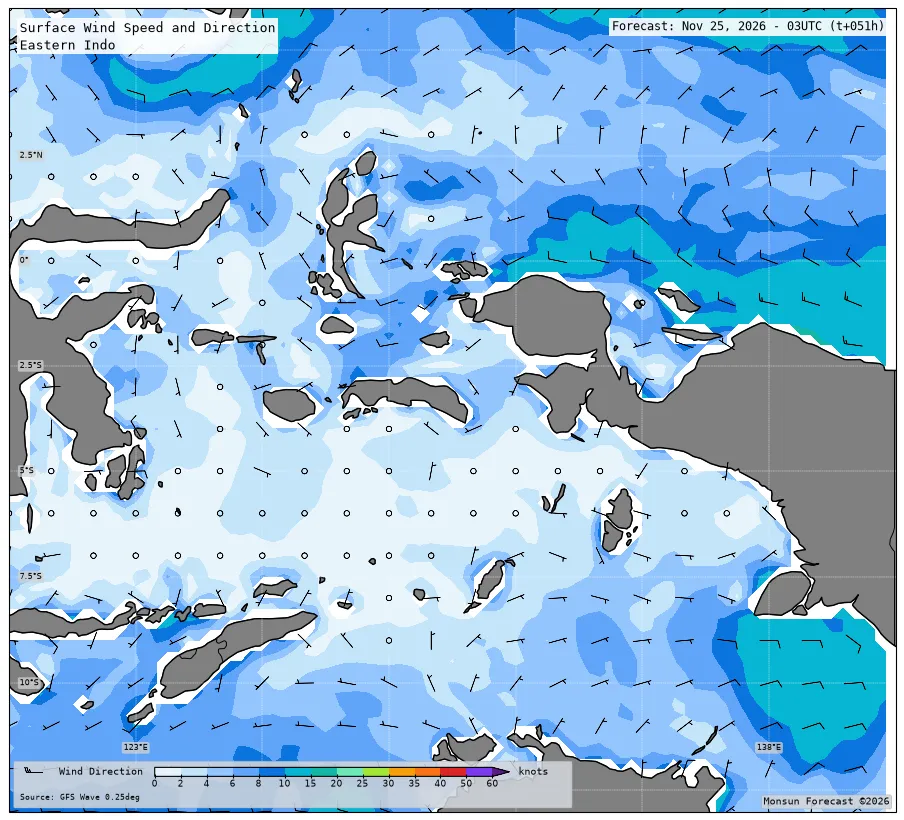 Surface Wind Speed and Direction
Eastern Indo
Forecast: Nov 25, 2026 - 03UTC (t+051h)
2.5°N
0°
2.5°S
5°S
7.5°S
10°S
123°E
138°E
Wind Direction
knots
0 2 4 6 8 10 15 20 25 30 35 40 50 60
Source: GFS Wave 0.25deg
Monsun Forecast ©2026